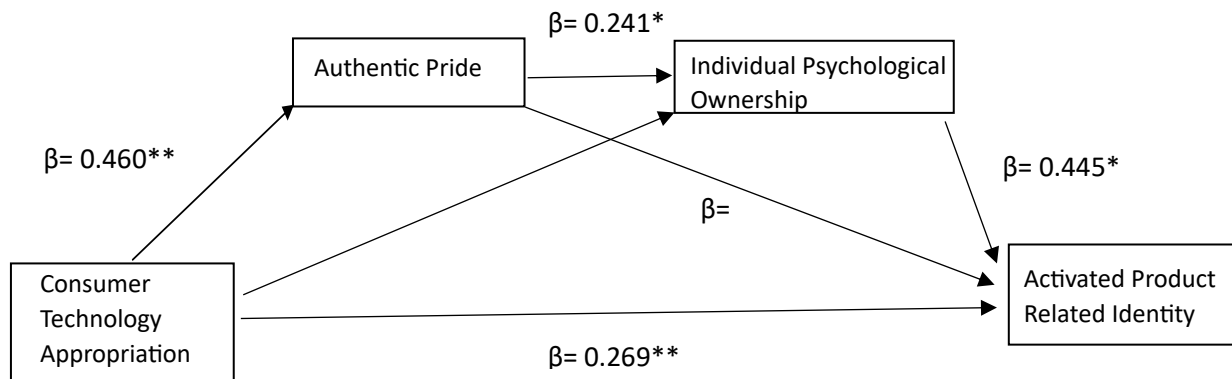 β= 0.241*
Authentic Pride
Individual Psychological
Ownership
β= 0.460**
β= 0.445*
β=
Consumer
Technology
Appropriation
Activated Product
Related Identity
β= 0.269**